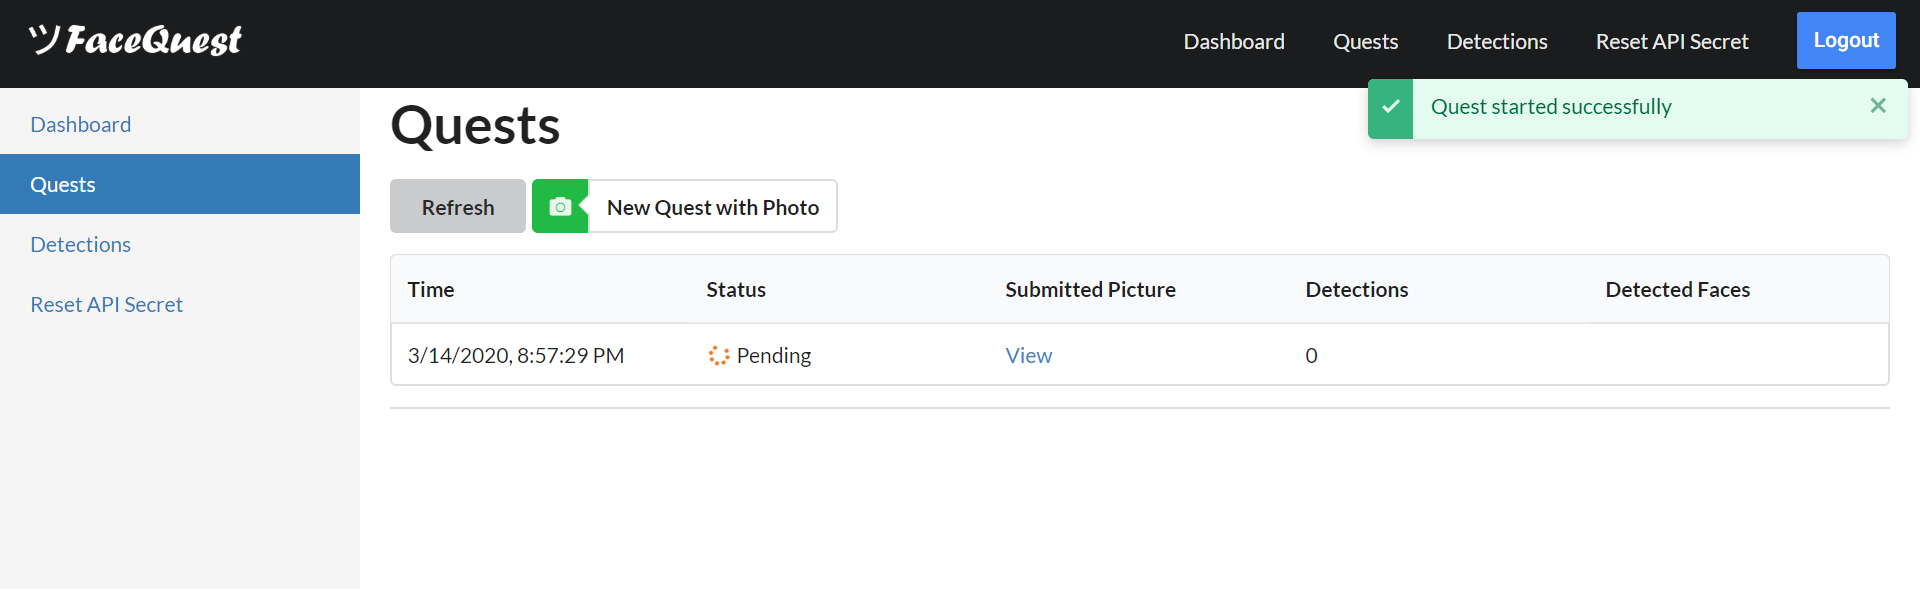 ツ FaceQuest
Dashboard Quests Detections Reset API Secret Logout
Quest started successfully ×
Dashboard
Quests
Detections
Reset API Secret
Quests
Refresh New Quest with Photo
Time Status Submitted Picture Detections Detected Faces
3/14/2020, 8:57:29 PM Pending View 0